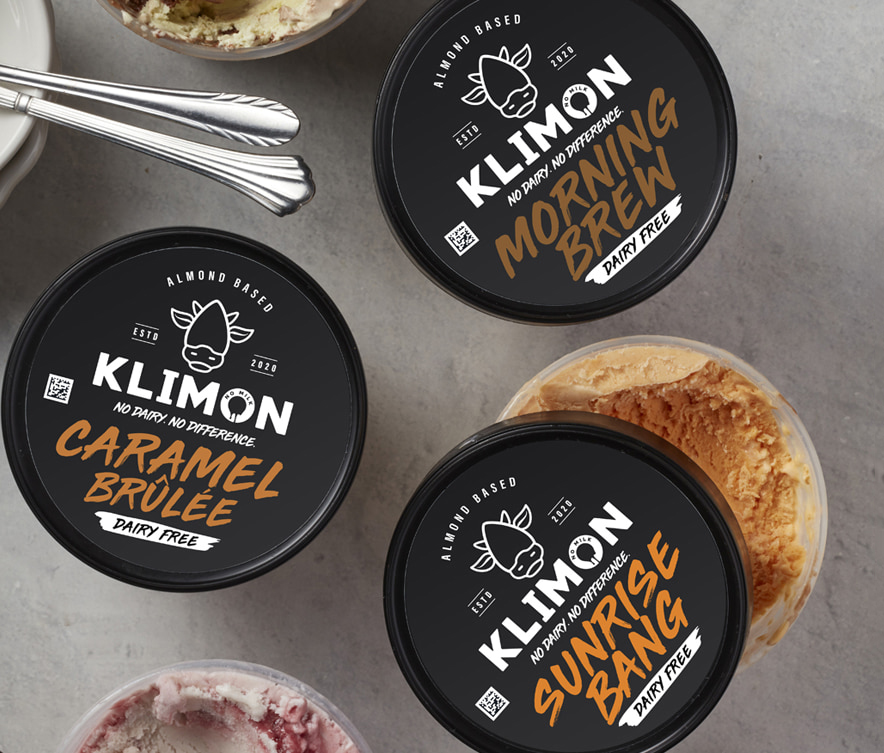 ALMOND BASED
ESTD
2020
KLIMON
NO MILK
NO DAIRY. NO DIFFERENCE.
MORNING
BREW
DAIRY FREE
ALMOND BASED
ESTD
2020
KLIMON
NO MILK
NO DAIRY. NO DIFFERENCE.
CARAMEL
BRÛLÉE
DAIRY FREE
ALMOND BASED
ESTD
2020
KLIMON
NO MILK
NO DAIRY. NO DIFFERENCE.
SUNRISE
BANG
DAIRY FREE